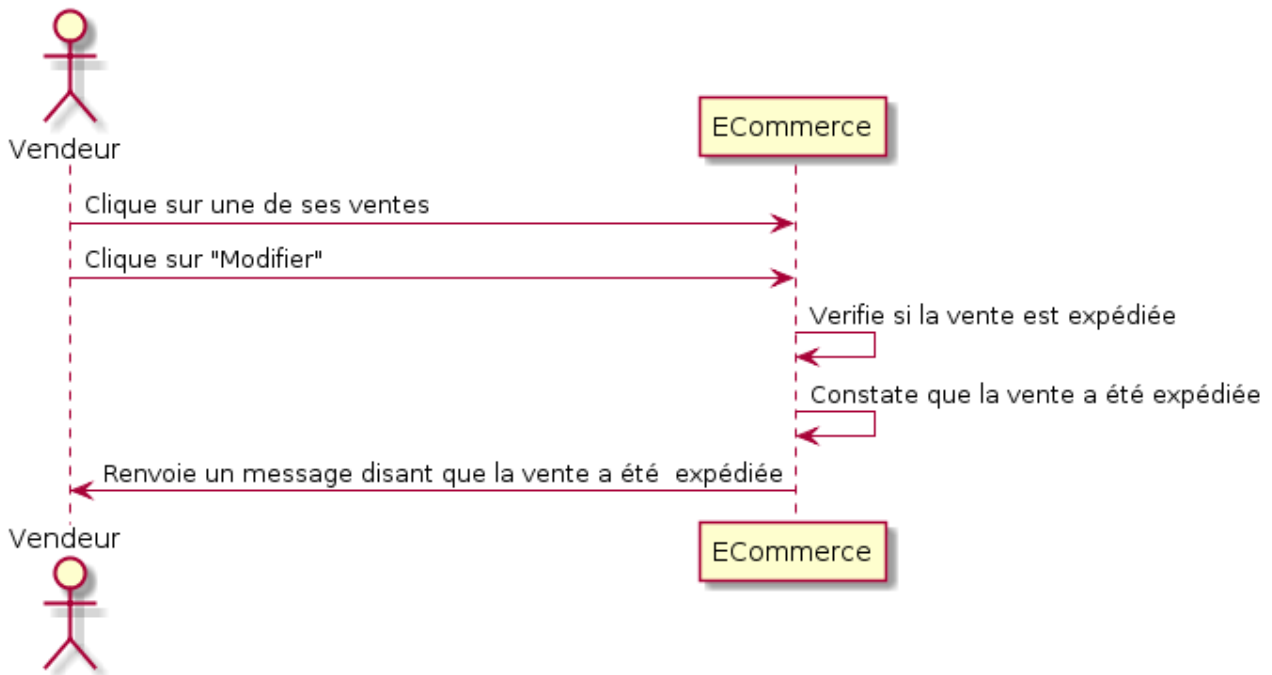 Vendeur
ECommerce
Clique sur une de ses ventes
Clique sur "Modifier"
Verifie si la vente est expédiée
Constate que la vente a été expédiée
Renvoie un message disant que la vente a été  expédiée
Vendeur
ECommerce